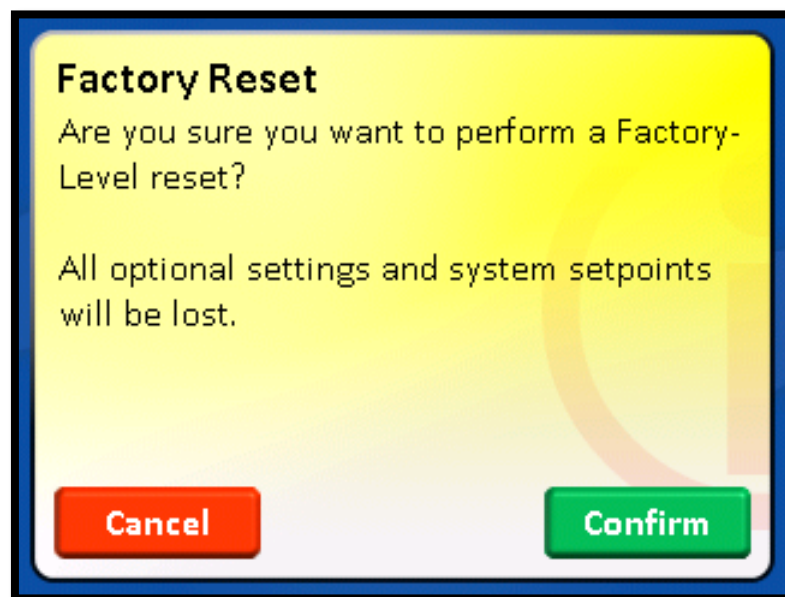 Factory Reset
Are you sure you want to perform a Factory-
Level reset?
All optional settings and system setpoints
will be lost.
Cancel
Confirm